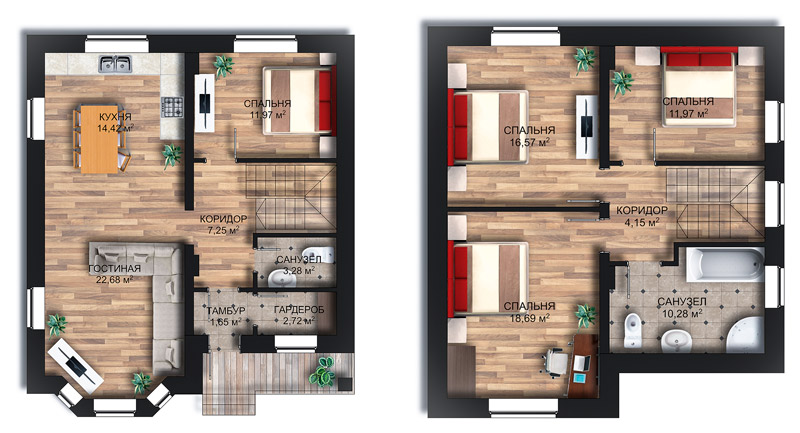 КУХНЯ
14,42 м²
СПАЛЬНЯ
11,97 м²
КОРИДОР
7,25 м²
САНУЗЕЛ
3,28 м²
ГОСТИНАЯ
22,68 м²
ТАМБУР
1,65 м²
ГАРДЕРОБ
2,72 м²
СПАЛЬНЯ
16,57 м²
СПАЛЬНЯ
11,97 м²
КОРИДОР
4,15 м²
СПАЛЬНЯ
18,69 м²
САНУЗЕЛ
10,28 м²